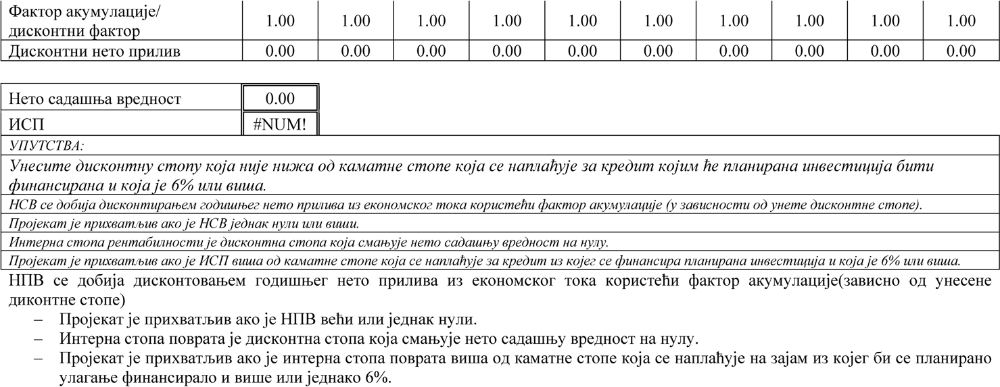 Фактор акумулације/
дисконтни фактор 1.00 1.00 1.00 1.00 1.00 1.00 1.00 1.00 1.00 1.00
Дисконтни нето прилив 0.00 0.00 0.00 0.00 0.00 0.00 0.00 0.00 0.00 0.00
Нето садашња вредност 0.00
ИСП #NUM!
УПУТСТВА:
Унесите дисконтну стопу која није нижа од каматне стопе која се наплаћује за кредит којим ће планирана инвестиција бити
финансирана и која је 6% или виша.
НСВ се добија дисконтирањем годишњег нето прилива из економског тока користећи фактор акумулације (у зависности од унете дисконтне стопе).
Пројекат је прихватљив ако је НСВ једнак нули или виши.
Интерна стопа рентабилности је дисконтна стопа која смањује нето садашњу вредност на нулу.
Пројекат је прихватљив ако је ИСП виша од каматне стопе која се наплаћује за кредит из којег се финансира планирана инвестиција и која је 6% или виша.
НПВ се добија дисконтовањем годишњег нето прилива из економског тока користећи фактор акумулације(зависно од унесене
диконтне стопе)
– Пројекат је прихватљив ако је НПВ већи или једнак нули.
– Интерна стопа поврата је дисконтна стопа која смањује нето садашњу вредност на нулу.
– Пројекат је прихватљив ако је интерна стопа поврата виша од каматне стопе која се наплаћује на зајам из којег би се планирано
улагање финансирало и више или једнако 6%.